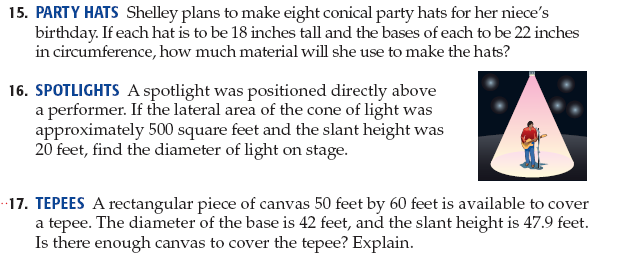 15. PARTY HATS Shelley plans to make eight conical party hats for her niece's
birthday. If each hat is to be 18 inches tall and the bases of each to be 22 inches
in circumference, how much material will she use to make the hats?
16. SPOTLIGHTS A spotlight was positioned directly above
a performer. If the lateral area of the cone of light was
approximately 500 square feet and the slant height was
20 feet, find the diameter of light on stage.
17. TEPEES A rectangular piece of canvas 50 feet by 60 feet is available to cover
a tepee. The diameter of the base is 42 feet, and the slant height is 47.9 feet.
Is there enough canvas to cover the tepee? Explain.